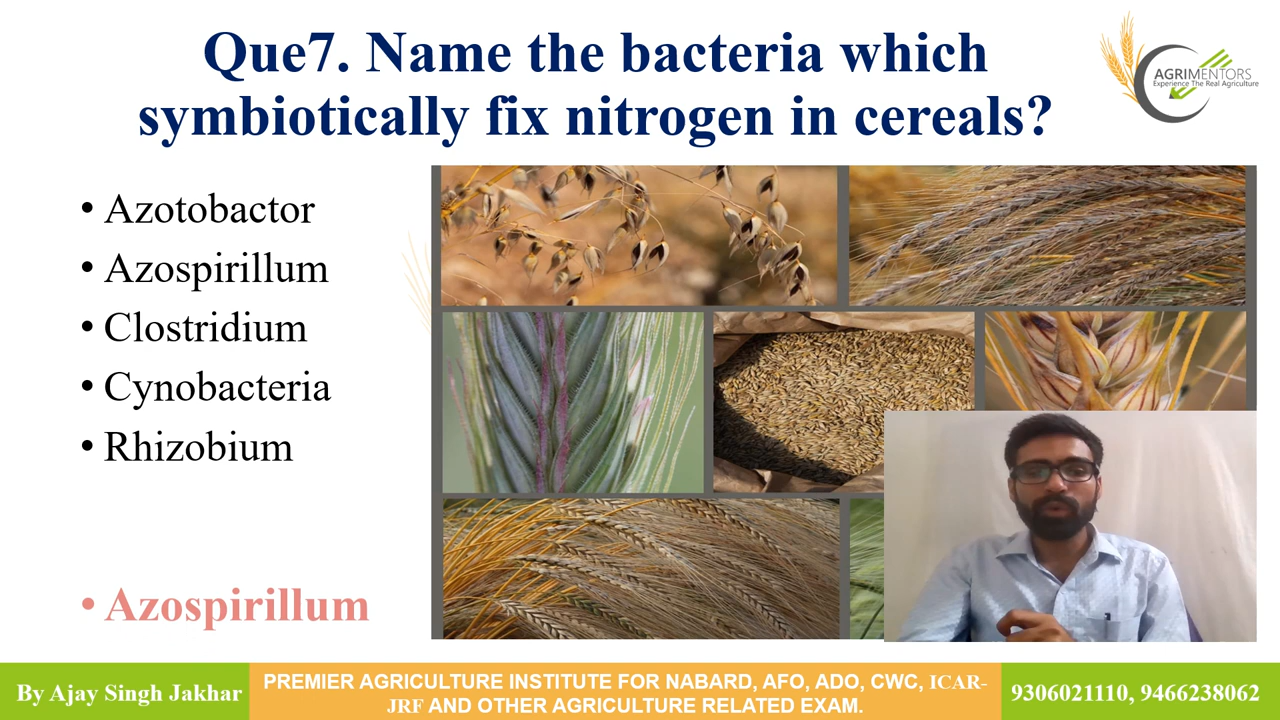 Que7. Name the bacteria which
symbiotically fix nitrogen in cereals?
AGRIMENTORS
Experience The Real Agriculture
• Azotobactor
• Azospirillum
• Clostridium
• Cynobacteria
• Rhizobium
• Azospirillum
By Ajay Singh Jakhar
PREMIER AGRICULTURE INSTITUTE FOR NABARD, AFO, ADO, CWC, ICAR-
JRF AND OTHER AGRICULTURE RELATED EXAM.
9306021110, 9466238062